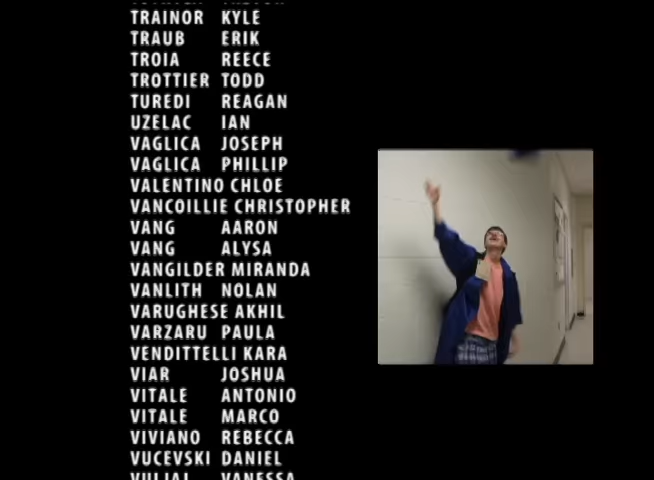 TRAINOR KYLE
TRAUB ERIK
TROIA REECE
TROTTIER TODD
TUREDI REAGAN
UZELAC IAN
VAGLICA JOSEPH
VAGLICA PHILLIP
VALENTINO CHLOE
VANCOILLIE CHRISTOPHER
VANG AARON
VANG ALYSA
VANGILDER MIRANDA
VANLITH NOLAN
VARUGHESE AKHIL
VARZARU PAULA
VENDITTELLI KARA
VIAR JOSHUA
VITALE ANTONIO
VITALE MARCO
VIVIANO REBECCA
VUCEVSKI DANIEL
VANESSA